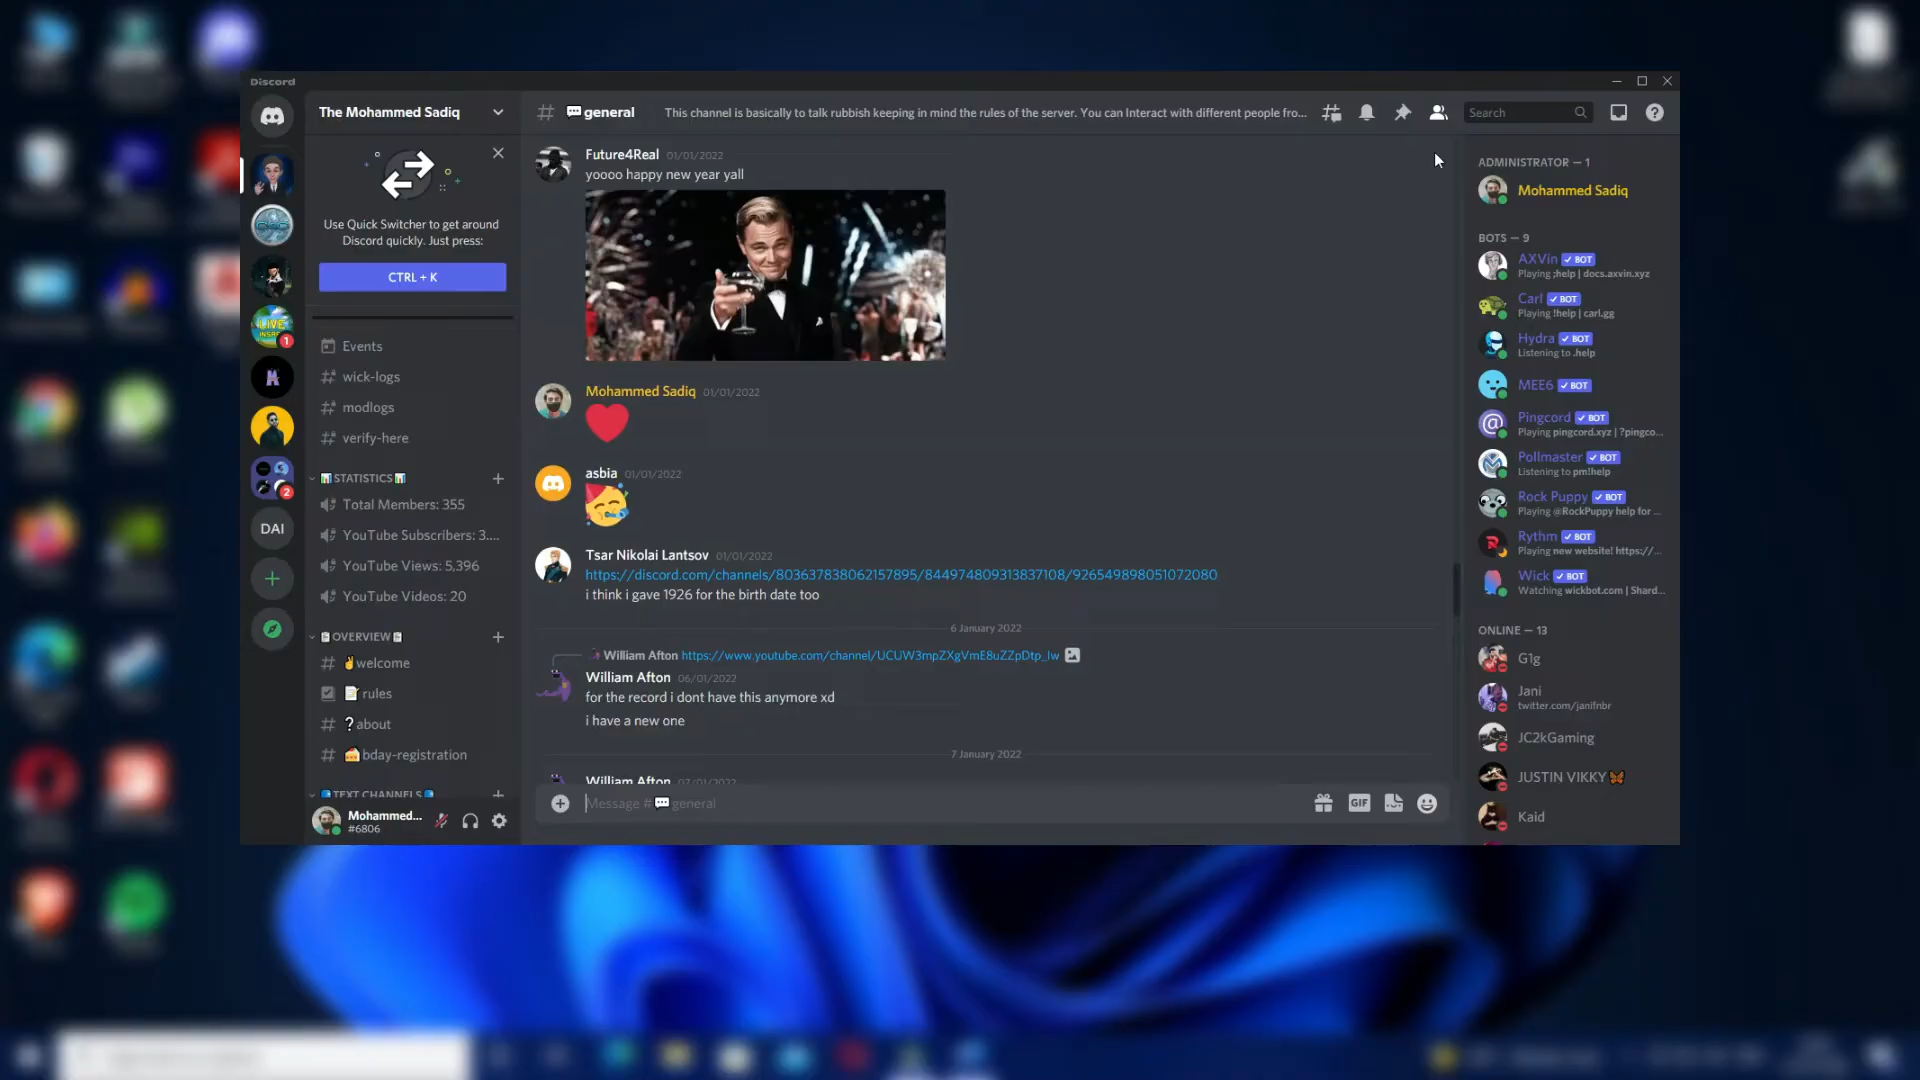 Discord
The Mohammed Sadiq
Use Quick Switcher to get around
Discord quickly. Just press:
CTRL + K
Events
wick-logs
modlogs
verify-here
STATISTICS
Total Members: 355
YouTube Subscribers: 3....
YouTube Views: 5,396
YouTube Videos: 20
OVERVIEW
welcome
rules
?about
bday-registration
TEXT CHANNELS
Mohammed...
#6806
LIVE
1
2
DAI
general
This channel is basically to talk rubbish keeping in mind the rules of the server. You can Interact with different people fro...
Search
Future4Real 01/01/2022
yoooo happy new year yall
Mohammed Sadiq 01/01/2022
asbia 01/01/2022
Tsar Nikolai Lantsov 01/01/2022
https://discord.com/channels/803637838062157895/844974809313837108/926549898051072080
i think i gave 1926 for the birth date too
6 January 2022
William Afton https://www.youtube.com/channel/UCUW3mpZXgVmE8uZZpDtp_lw
William Afton 06/01/2022
for the record i dont have this anymore xd
i have a new one
7 January 2022
William Afton 07/01/2022
Message # general
GIF
ADMINISTRATOR — 1
Mohammed Sadiq
BOTS — 9
AXVin BOT
Playing ;help | docs.axvin.xyz
Carl BOT
Playing !help | carl.gg
Hydra BOT
Listening to .help
MEE6 BOT
Pingcord BOT
Playing pingcord.xyz | ?pingco...
Pollmaster BOT
Listening to pm!help
Rock Puppy BOT
Playing @RockPuppy help for ...
Rythm BOT
Playing new website! https://...
Wick BOT
Watching wickbot.com | Shard...
ONLINE — 13
G1g
Jani
twitter.com/janifnbr
JC2kGaming
JUSTIN VIKKY
Kaid